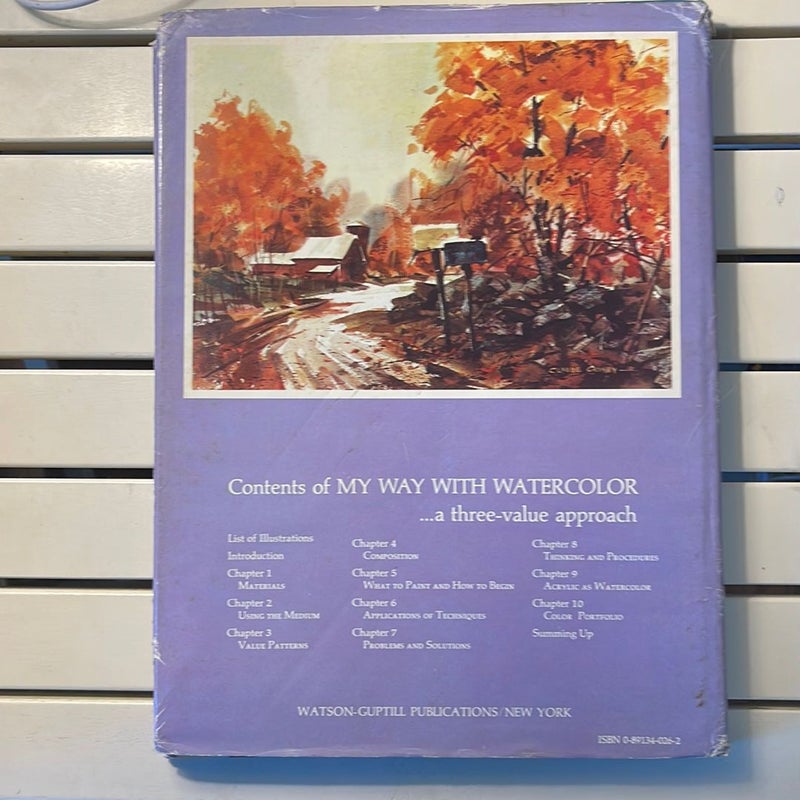 CLAUDE CRONEY
Contents of MY WAY WITH WATERCOLOR
...a three-value approach
List of Illustrations
Introduction
Chapter 1
MATERIALS
Chapter 2
USING THE MEDIUM
Chapter 3
VALUE PATTERNS
Chapter 4
COMPOSITION
Chapter 5
WHAT TO PAINT AND HOW TO BEGIN
Chapter 6
APPLICATIONS OF TECHNIQUES
Chapter 7
PROBLEMS AND SOLUTIONS
Chapter 8
THINKING AND PROCEDURES
Chapter 9
ACRYLIC AS WATERCOLOR
Chapter 10
COLOR PORTFOLIO
Summing Up
WATSON-GUPTILL PUBLICATIONS/NEW YORK
ISBN 0-89134-026-2